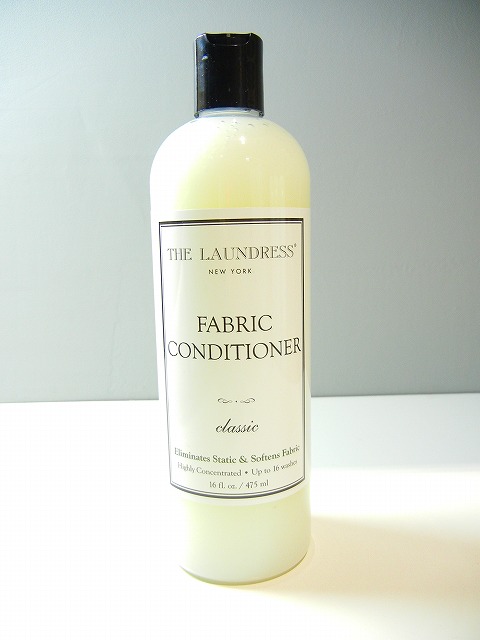 THE LAUNDRESS®
NEW YORK
FABRIC
CONDITIONER
classic
Eliminates Static & Softens Fabric
Highly Concentrated • Up to 16 washes
16 fl. oz. / 475 ml